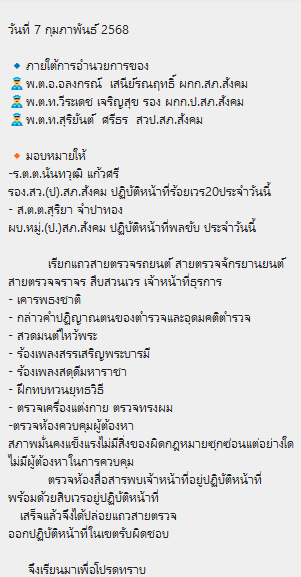 วันที่ 7 กุมภาพันธ์ 2568
🔹ภายใต้การอำนวยการของ
👮พ.ต.อ.อลงกรณ์ เสนีย์รณฤทธิ์ ผกก.สภ.สังคม
👮พ.ต.ท.วีระเดช เจริญสุข รอง ผกก.ป.สภ.สังคม
👮พ.ต.ท.สุริยันต์ ศรีธร สวป.สภ.สังคม
🔸มอบหมายให้
-ร.ต.ต.นันทวุฒิ แก้วศรี
รอง.สว.(ป).สภ.สังคม ปฏิบัติหน้าที่ร้อยเวร20ประจำวันนี้
- ส.ต.ต.สุริยา จำปาทอง
ผบ.หมู่.(ป.)สภ.สังคม ปฏิบัติหน้าที่พลขับ ประจำวันนี้
เรียกแถวสายตรวจรถยนต์ สายตรวจจักรยานยนต์
สายตรวจจราจร สืบสวนเวร เจ้าหน้าที่ธุรการ
- เคารพธงชาติ
- กล่าวคำปฏิญาณตนของตำรวจและอุดมคติตำรวจ
- สวดมนต์ไหว้พระ
- ร้องเพลงสรรเสริญพระบารมี
- ร้องเพลงสดุดีมหาราชา
- ฝึกทบทวนยุทธวิธี
- ตรวจเครื่องแต่งกาย ตรวจทรงผม
-ตรวจห้องควบคุมผู้ต้องหา
สภาพมั่นคงแข็งแรงไม่มีสิ่งของผิดกฎหมายซุกซ่อนแต่อย่างใด
ไม่มีผู้ต้องหาในการควบคุม
ตรวจห้องสื่อสารพบเจ้าหน้าที่อยู่ปฏิบัติหน้าที่
พร้อมด้วยสิบเวรอยู่ปฏิบัติหน้าที่
เสร็จแล้วจึงได้ปล่อยแถวสายตรวจ
ออกปฏิบัติหน้าที่ในเขตรับผิดชอบ
จึงเรียนมาเพื่อโปรดทราบ